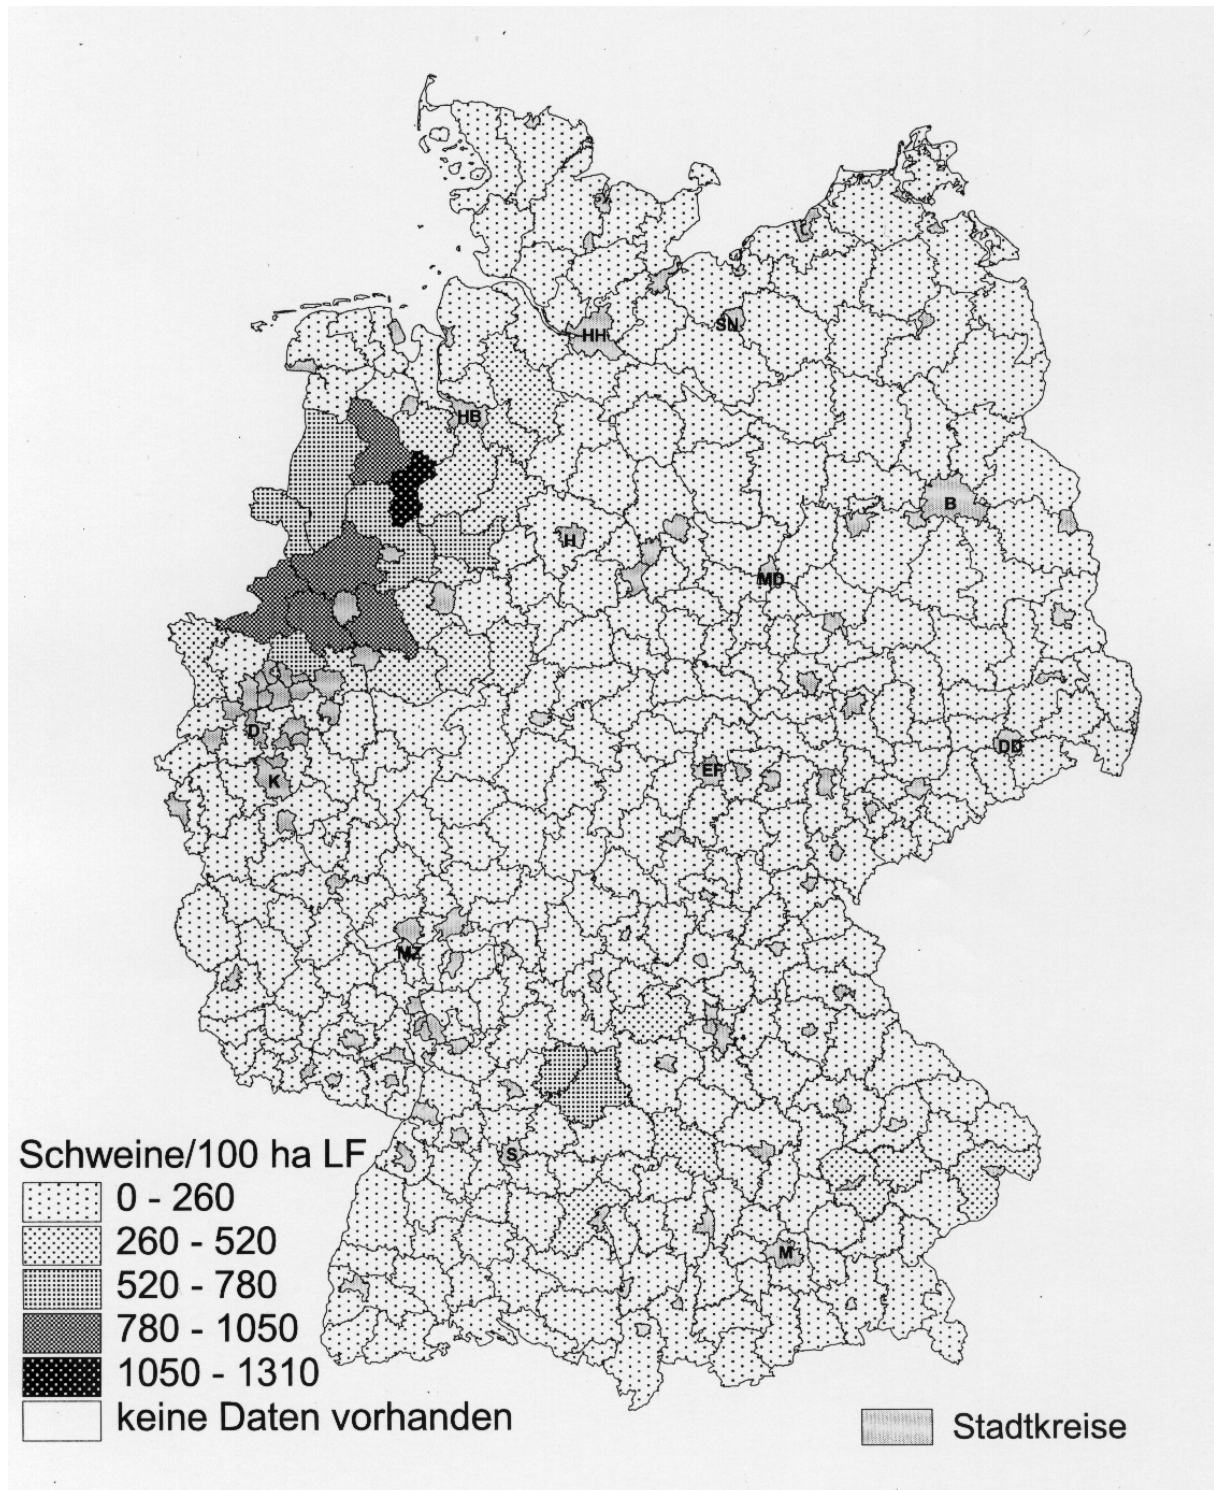 HH
SN
HB
B
H
MD
G
D
DD
K
EF
MZ
S
M
Schweine/100 ha LF
0 - 260
260 - 520
520 - 780
780 - 1050
1050 - 1310
keine Daten vorhanden
Stadtkreise